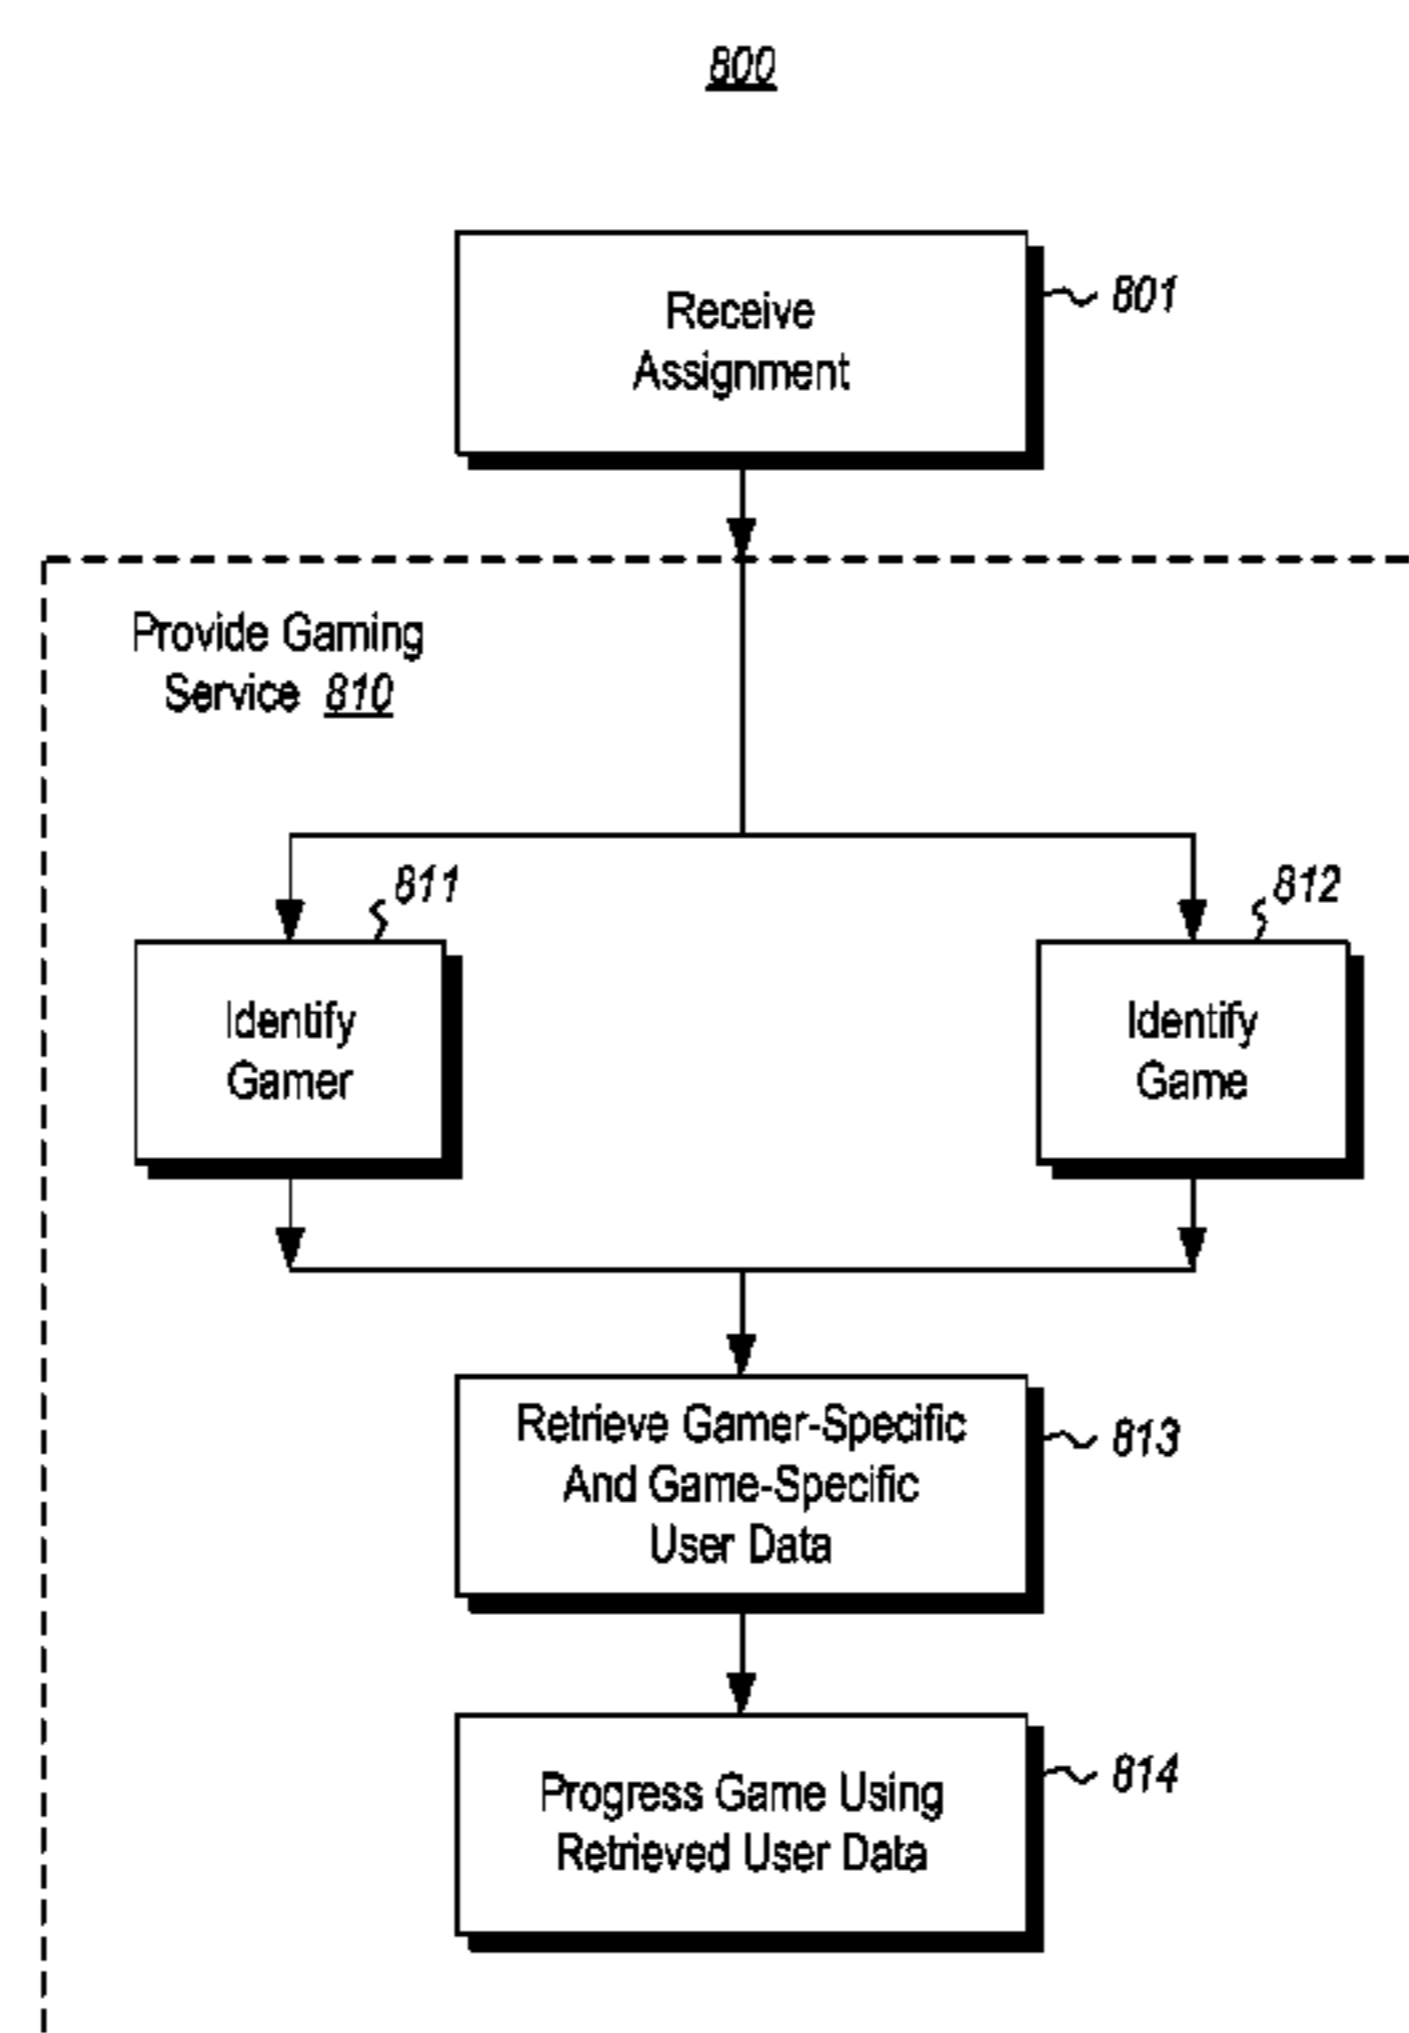 800
Receive
Assignment
801
Provide Gaming
Service 810
811
812
Identify
Gamer
Identify
Game
Retrieve Gamer-Specific
And Game-Specific
User Data
813
Progress Game Using
Retrieved User Data
814